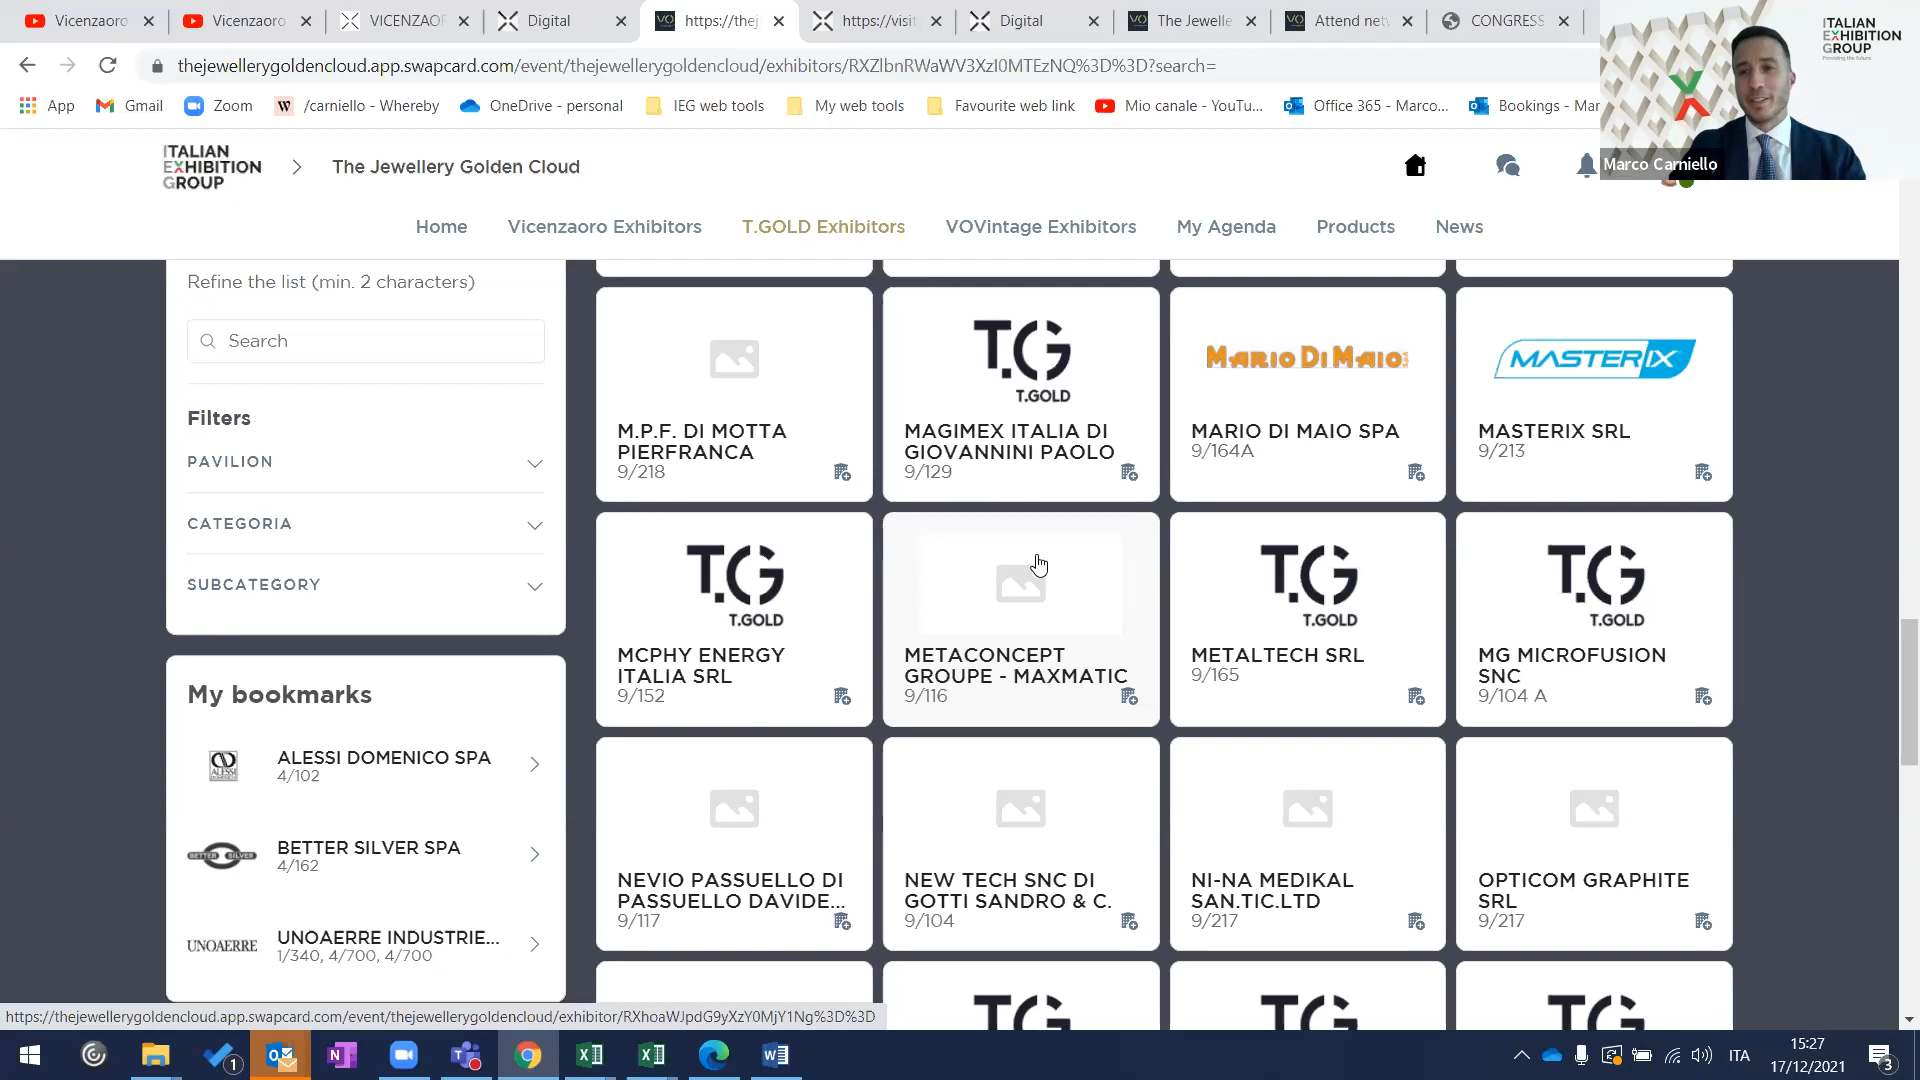 Vicenzaoro
Vicenzaoro
VICENZAOF
Digital
https://thej
https://visit
Digital
The Jewelle
Attend net
CONGRESS
ITALIAN
EXHIBITION
GROUP
Providing the future
thejewellerygoldencloud.app.swapcard.com/event/thejewellerygoldencloud/exhibitors/RXZlbnRWaWV3XzI0MTEzNQ%3D%3D?search=
App
Gmail
Zoom
/carniello - Whereby
OneDrive - personal
IEG web tools
My web tools
Favourite web link
Mio canale - YouTu...
Office 365 - Marco...
Bookings - Mar
Marco Carniello
ITALIAN
EXHIBITION
GROUP
The Jewellery Golden Cloud
Home
Vicenzaoro Exhibitors
T.GOLD Exhibitors
VOVintage Exhibitors
My Agenda
Products
News
Refine the list (min. 2 characters)
Search
Filters
PAVILION
CATEGORIA
SUBCATEGORY
My bookmarks
ALESSI
ALESSI DOMENICO SPA
4/102
BETTER SILVER
BETTER SILVER SPA
4/162
UNOAERRE
UNOAERRE INDUSTRIE...
1/340, 4/700, 4/700
M.P.F. DI MOTTA
PIERFRANCA
9/218
T.G
T.GOLD
MAGIMEX ITALIA DI
GIOVANNINI PAOLO
9/129
MARIO DI MAIO
MARIO DI MAIO SPA
9/164A
MASTERIX
MASTERIX SRL
9/213
T.G
T.GOLD
MCPHY ENERGY
ITALIA SRL
9/152
METACONCEPT
GROUPE - MAXMATIC
9/116
T.G
T.GOLD
METALTECH SRL
9/165
T.G
T.GOLD
MG MICROFUSION
SNC
9/104 A
NEVIO PASSUELLO DI
PASSUELLO DAVIDE...
9/117
NEW TECH SNC DI
GOTTI SANDRO & C.
9/104
NI-NA MEDIKAL
SAN.TIC.LTD
9/217
OPTICOM GRAPHITE
SRL
9/217
T.G
T.G
T.G
https://thejewellerygoldencloud.app.swapcard.com/event/thejewellerygoldencloud/exhibitor/RXhoaWJpdG9yXzY0MjY1Ng%3D%3D
1
ITA
15:27
17/12/2021
3